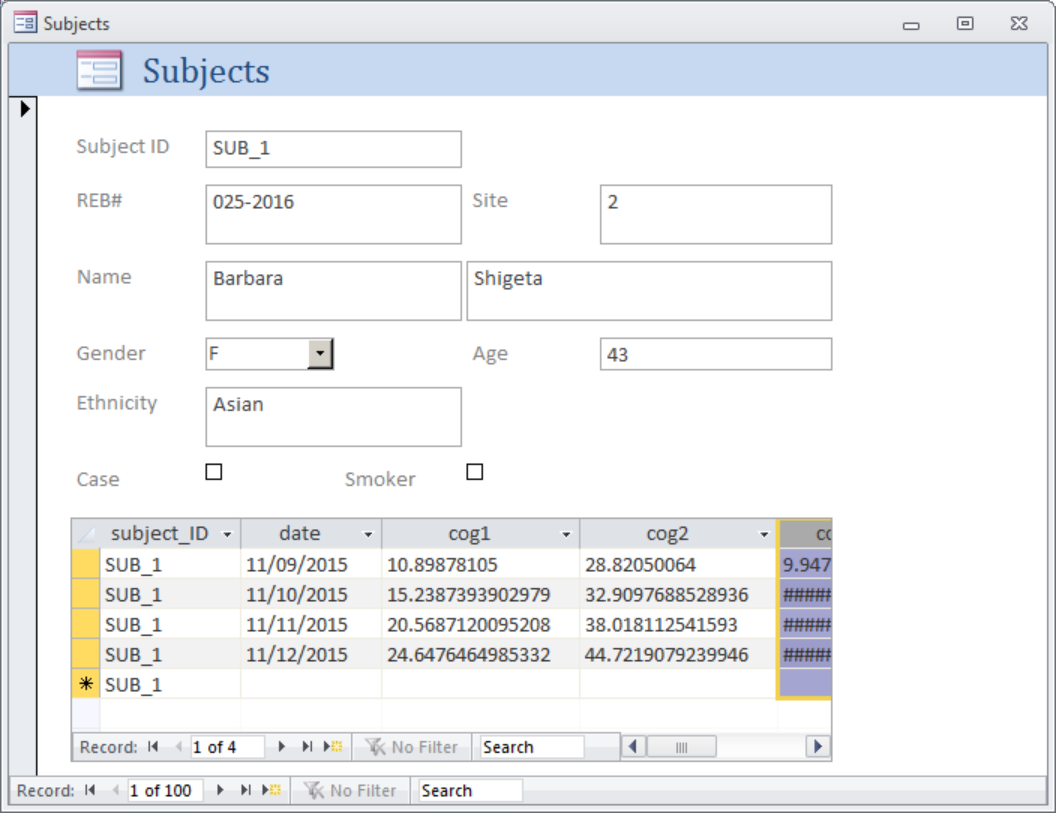 Subjects
Subjects
Subject ID SUB_1
REB# 025-2016 Site 2
Name Barbara Shigeta
Gender F Age 43
Ethnicity Asian
Case Smoker
subject_ID date cog1 cog2
SUB_1 11/09/2015 10.89878105 28.82050064 9.947
SUB_1 11/10/2015 15.2387393902979 32.9097688528936 #####
SUB_1 11/11/2015 20.5687120095208 38.018112541593 #####
SUB_1 11/12/2015 24.6476464985332 44.7219079239946 #####
SUB_1
Record: 1 of 4 No Filter Search
Record: 1 of 100 No Filter Search